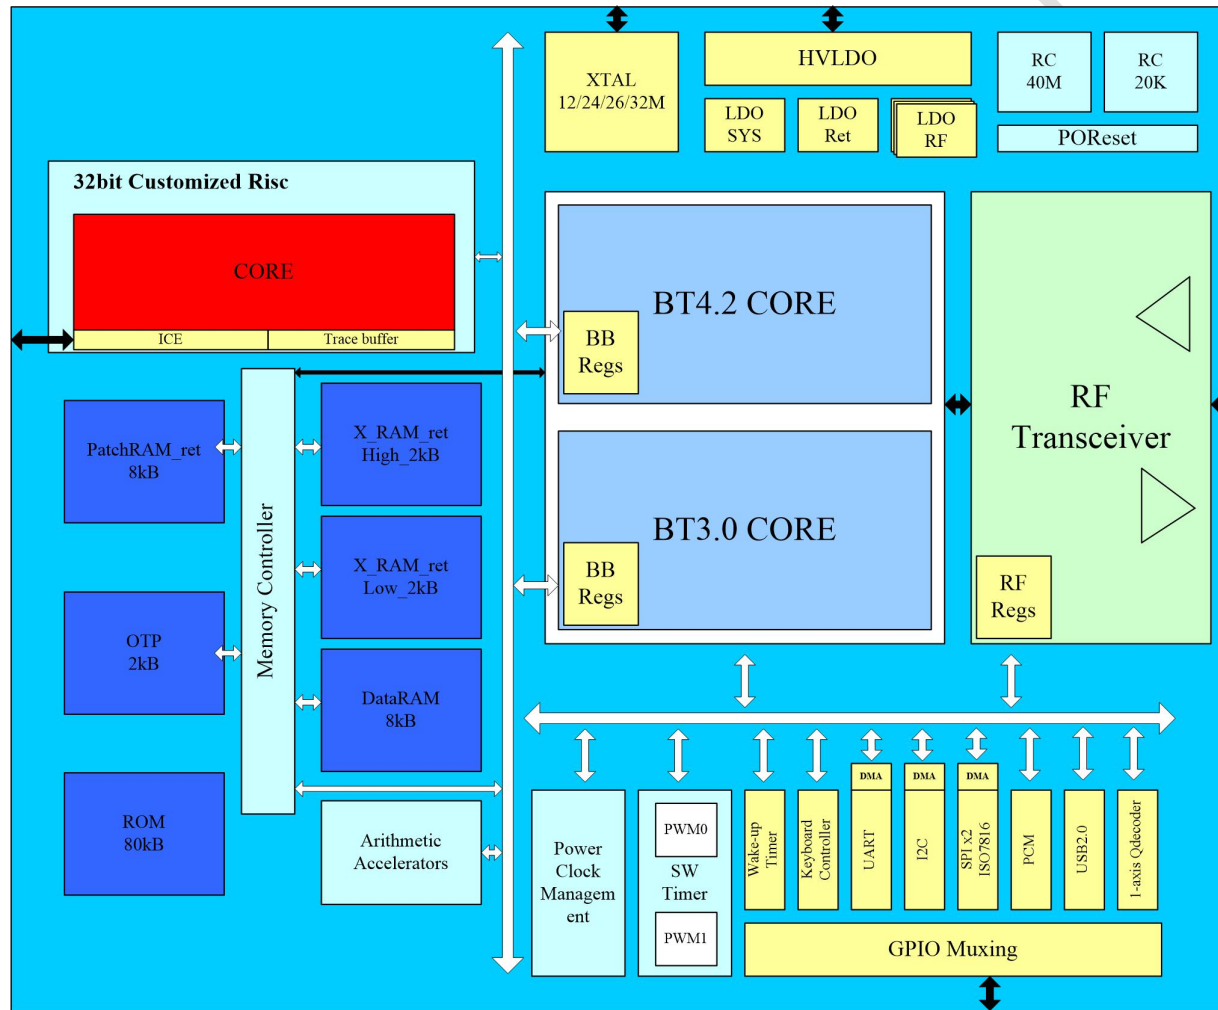 XTAL
12/24/26/32M
HVLDO
LDO
SYS
LDO
Ret
LDO
RF
RC
40M
RC
20K
POReset
32bit Customized Risc
CORE
ICE
Trace buffer
BT4.2 CORE
BB
Regs
BT3.0 CORE
BB
Regs
RF
Transceiver
RF
Regs
PatchRAM_ret
8kB
OTP
2kB
ROM
80kB
Memory Controller
X_RAM_ret
High_2kB
X_RAM_ret
Low_2kB
DataRAM
8kB
Arithmetic
Accelerators
Power
Clock
Managem
ent
PWM0
SW
Timer
PWM1
Wake-up
Timer
Keyboard
Controller
DMA
UART
DMA
I2C
DMA
SPI x2
ISO7816
PCM
USB2.0
1-axis Qdecoder
GPIO Muxing